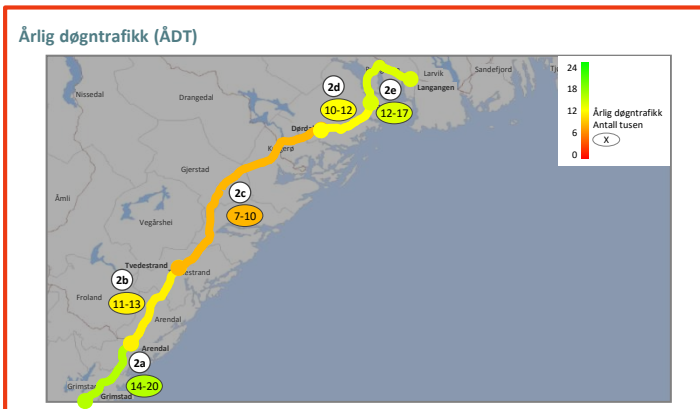 Årlig døgntrafikk (ÅDT)
Nissedal
Drangedal
2d
10-12
2e
12-17
Larvik
Sandefjord
Langangen
24
18
12
6
0
Årlig døgntrafikk
Antall tusen
X
Gjerstad
Åmli
2c
7-10
Vegårshei
Tvedestrand
2b
11-13
Froland
Arendal
Arendal
2a
14-20
Grimstad
Grimstad